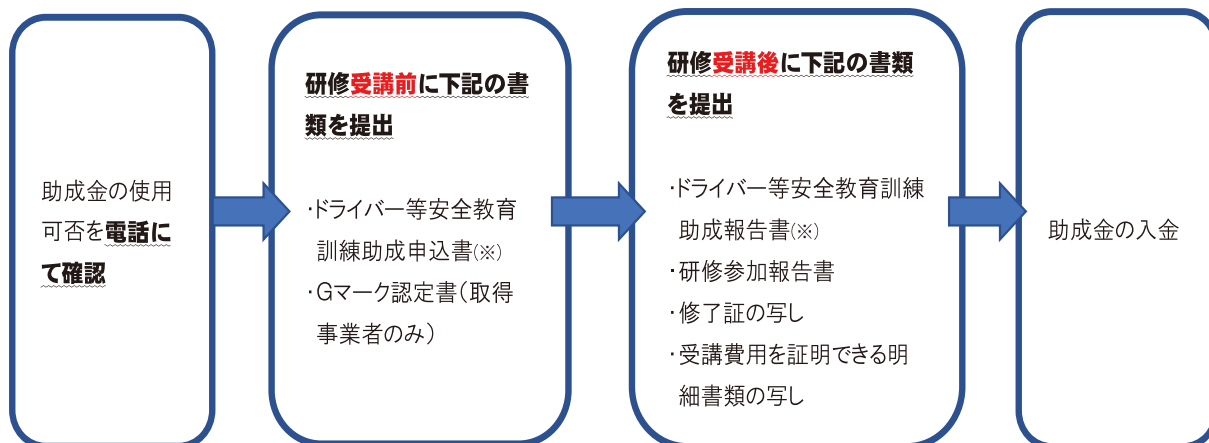 助成金の使用
可否を電話に
て確認
研修受講前に下記の書
類を提出
・ドライバー等安全教育
訓練助成申込書(※)
・Gマーク認定書(取得
事業者のみ)
研修受講後に下記の書類
を提出
・ドライバー等安全教育訓練
助成報告書(※)
・研修参加報告書
・修了証の写し
・受講費用を証明できる明
細書類の写し
助成金の入金